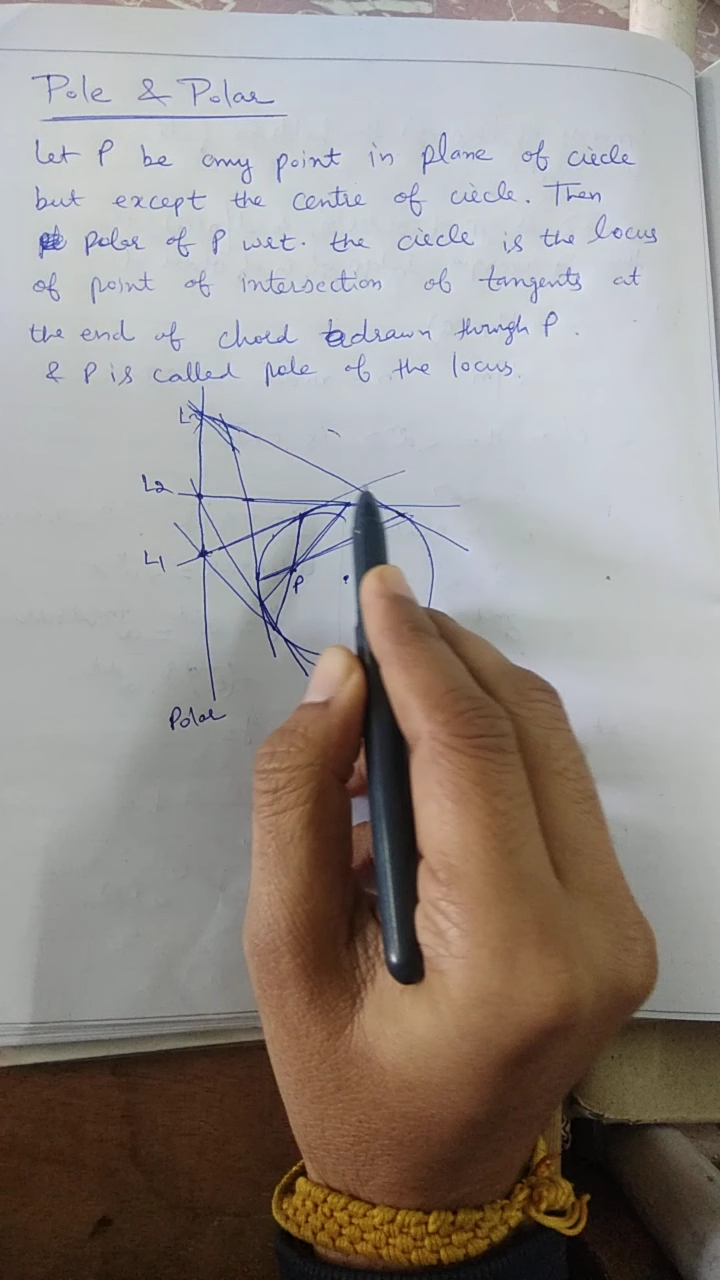 Pole & Polar
Let P be any point in plane of circle
but except the centre of circle. Then
polar of P wrt. the circle is the locus
of point of intersection of tangents at
the end of chord drawn through P.
& P is called pole of the locus.
L3
L2
L1
P
Polar